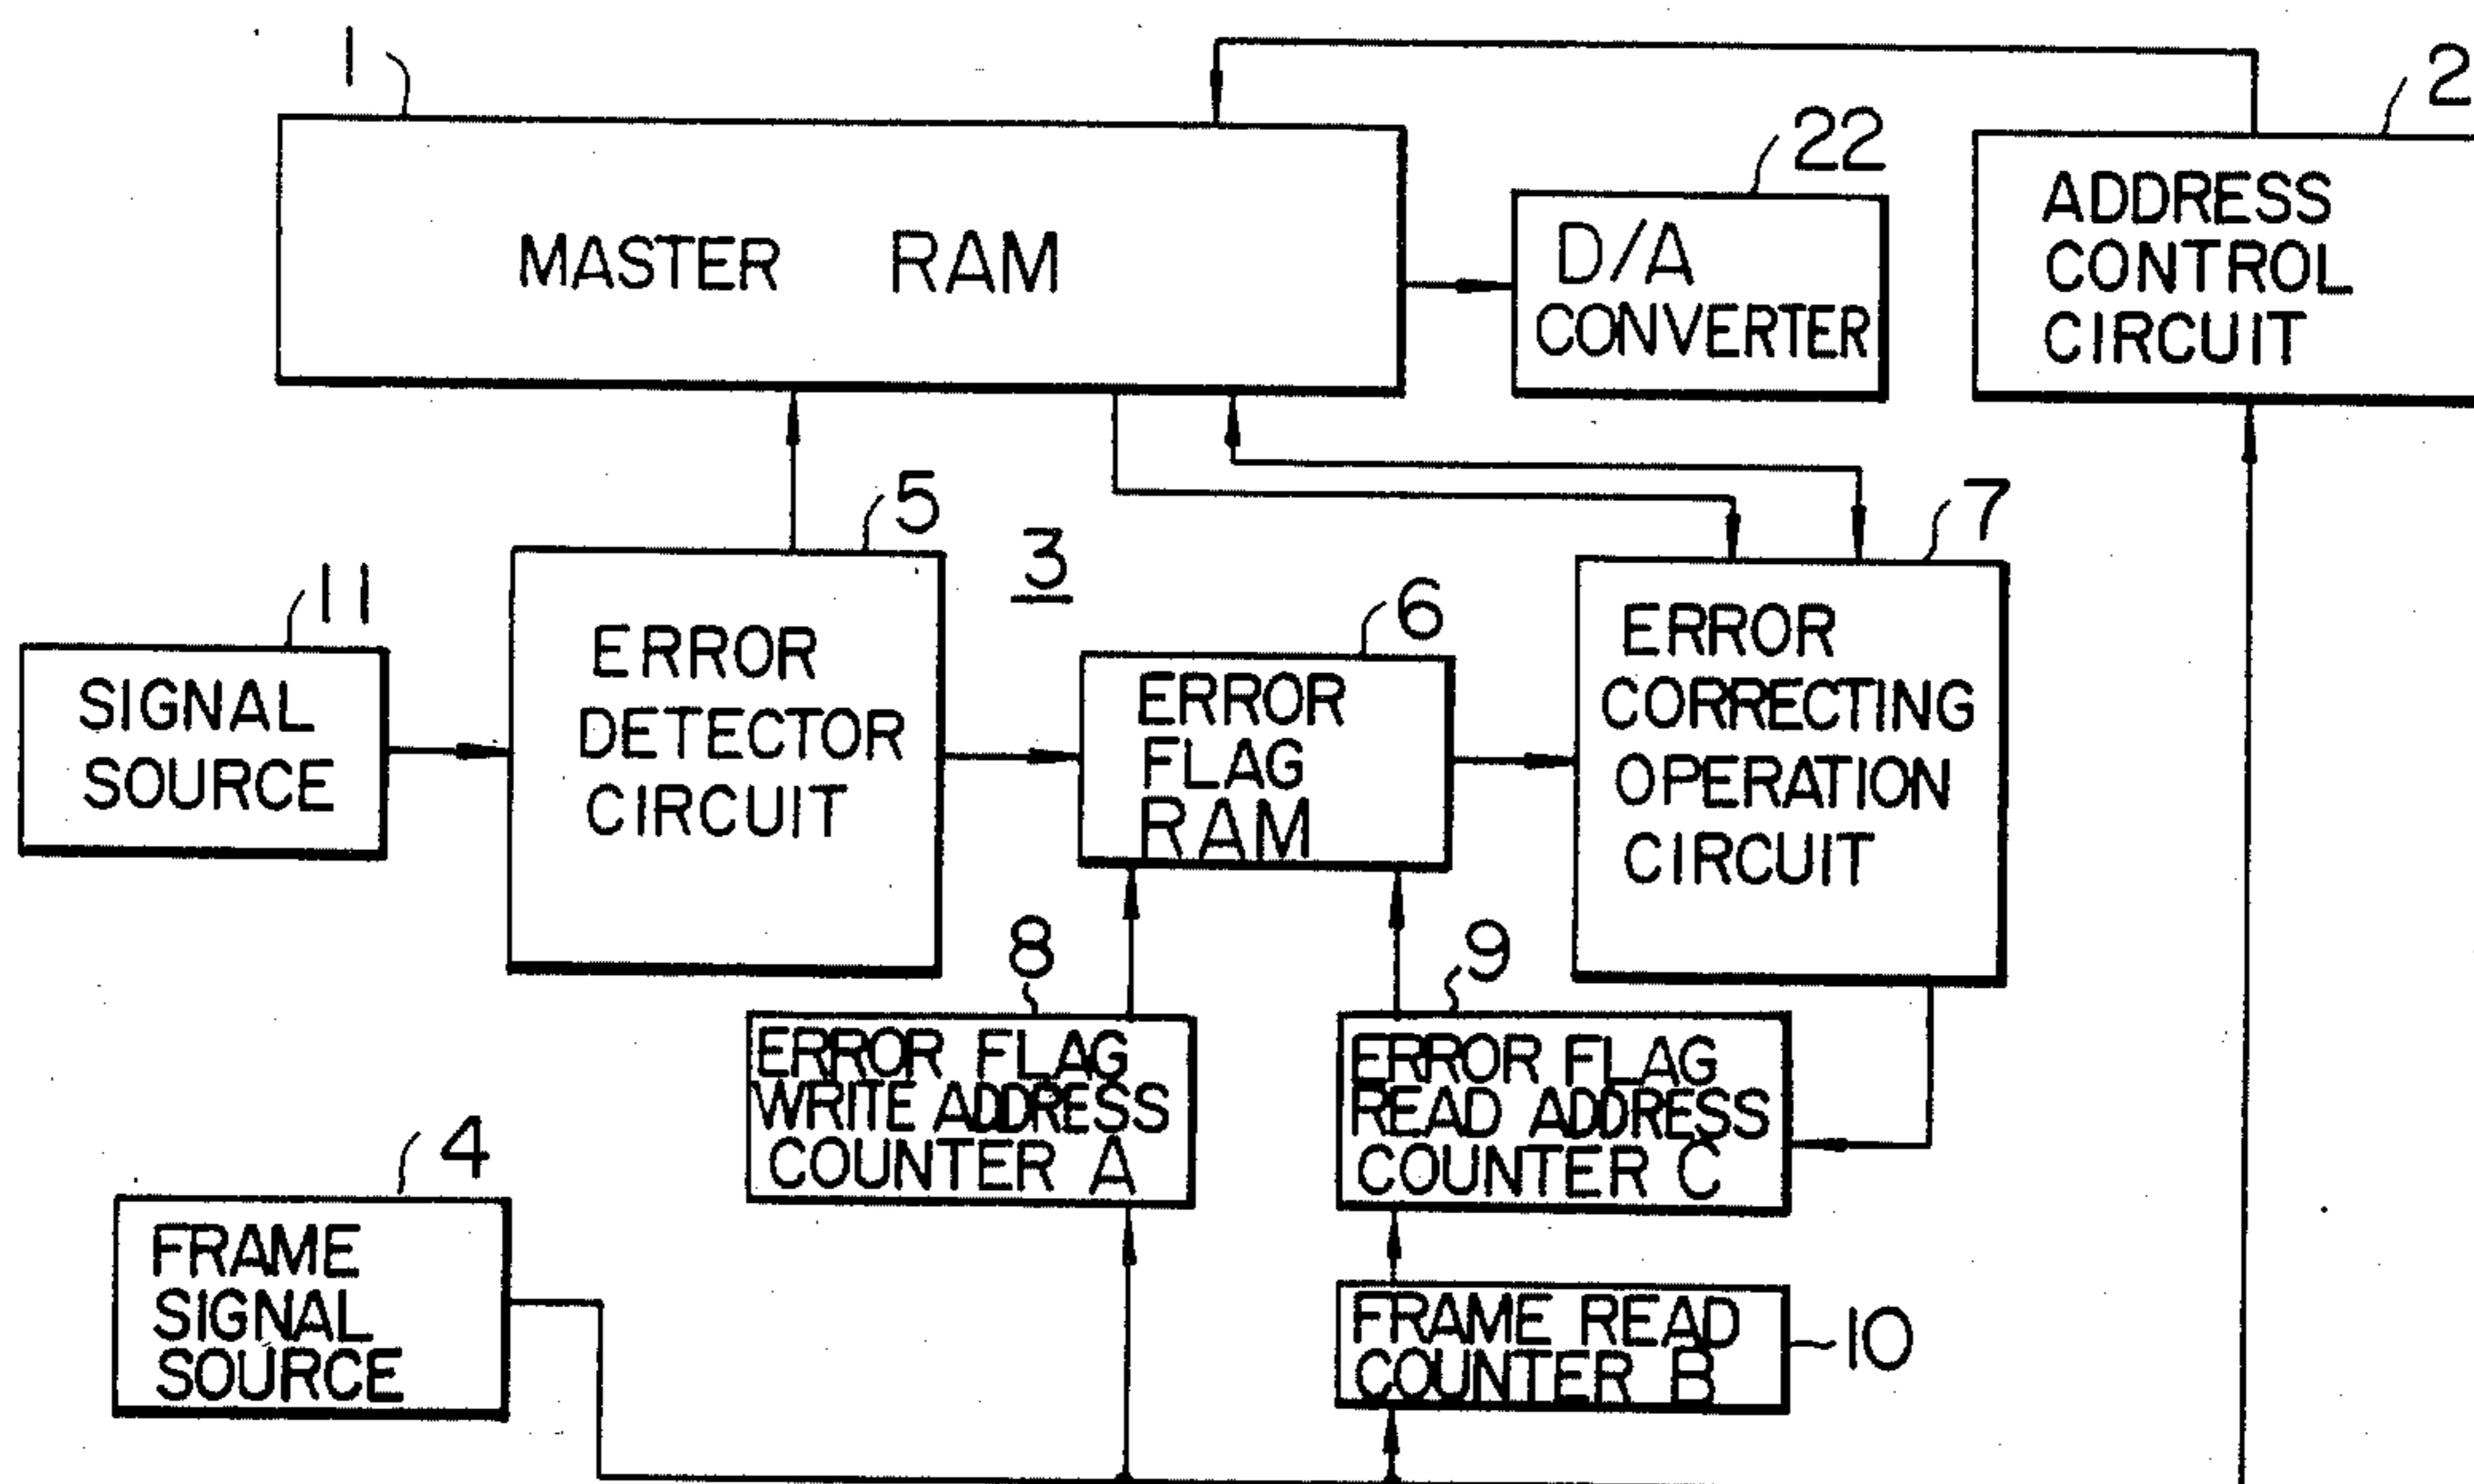 1
2
22
MASTER RAM
D/A
CONVERTER
ADDRESS
CONTROL
CIRCUIT
5
3
7
11
6
SIGNAL
SOURCE
ERROR
DETECTOR
CIRCUIT
ERROR
FLAG
RAM
ERROR
CORRECTING
OPERATION
CIRCUIT
8
9
ERROR FLAG
WRITE ADDRESS
COUNTER A
ERROR FLAG
READ ADDRESS
COUNTER C
4
FRAME
SIGNAL
SOURCE
FRAME READ
COUNTER B
10